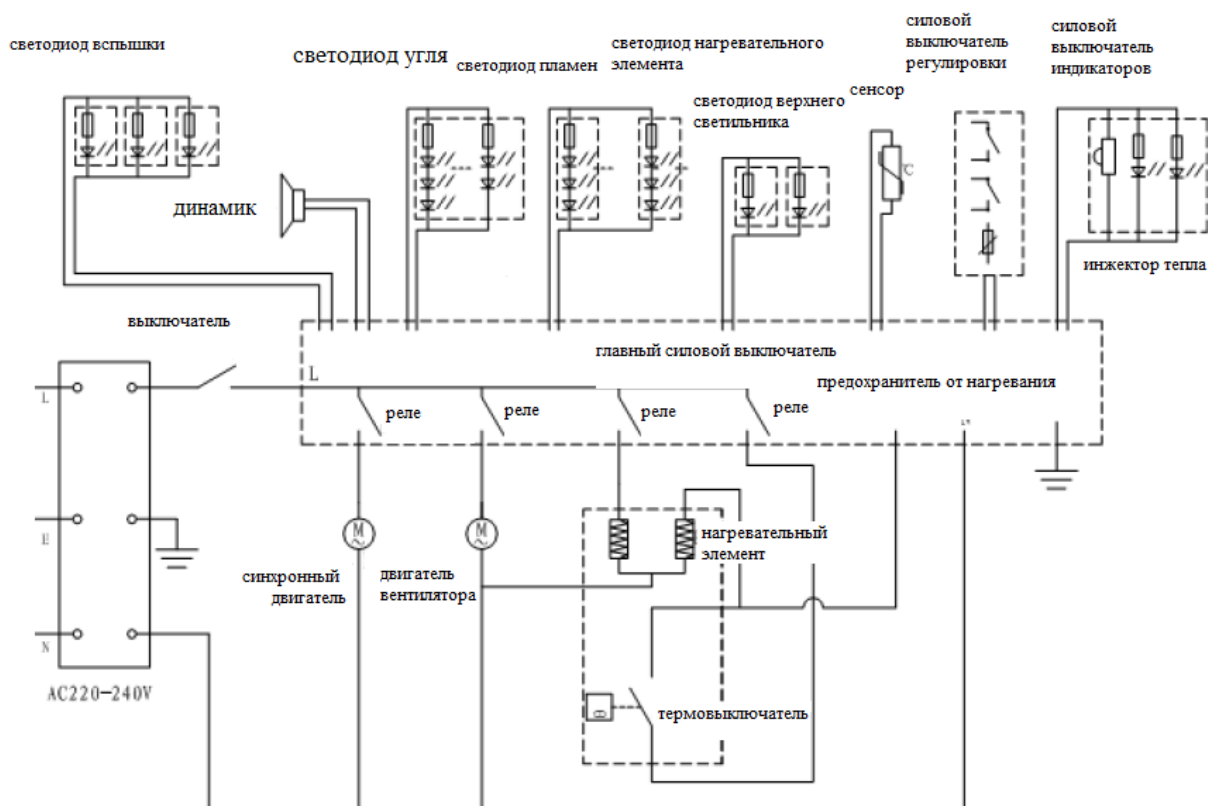 светодиод вспышки
светодиод угля
светодиод пламен
светодиод нагревательного
элемента
светодиод верхнего
светильника
сенсор
силовой
выключатель
регулировки
силовой
выключатель
индикаторов
динамик
°C
инжектор тепла
выключатель
главный силовой выключатель
предохранитель от нагревания
L
L
реле
реле
реле
реле
E
M
M
нагревательный
элемент
синхронный
двигатель
двигатель
вентилятора
N
AC220-240V
термовыключатель